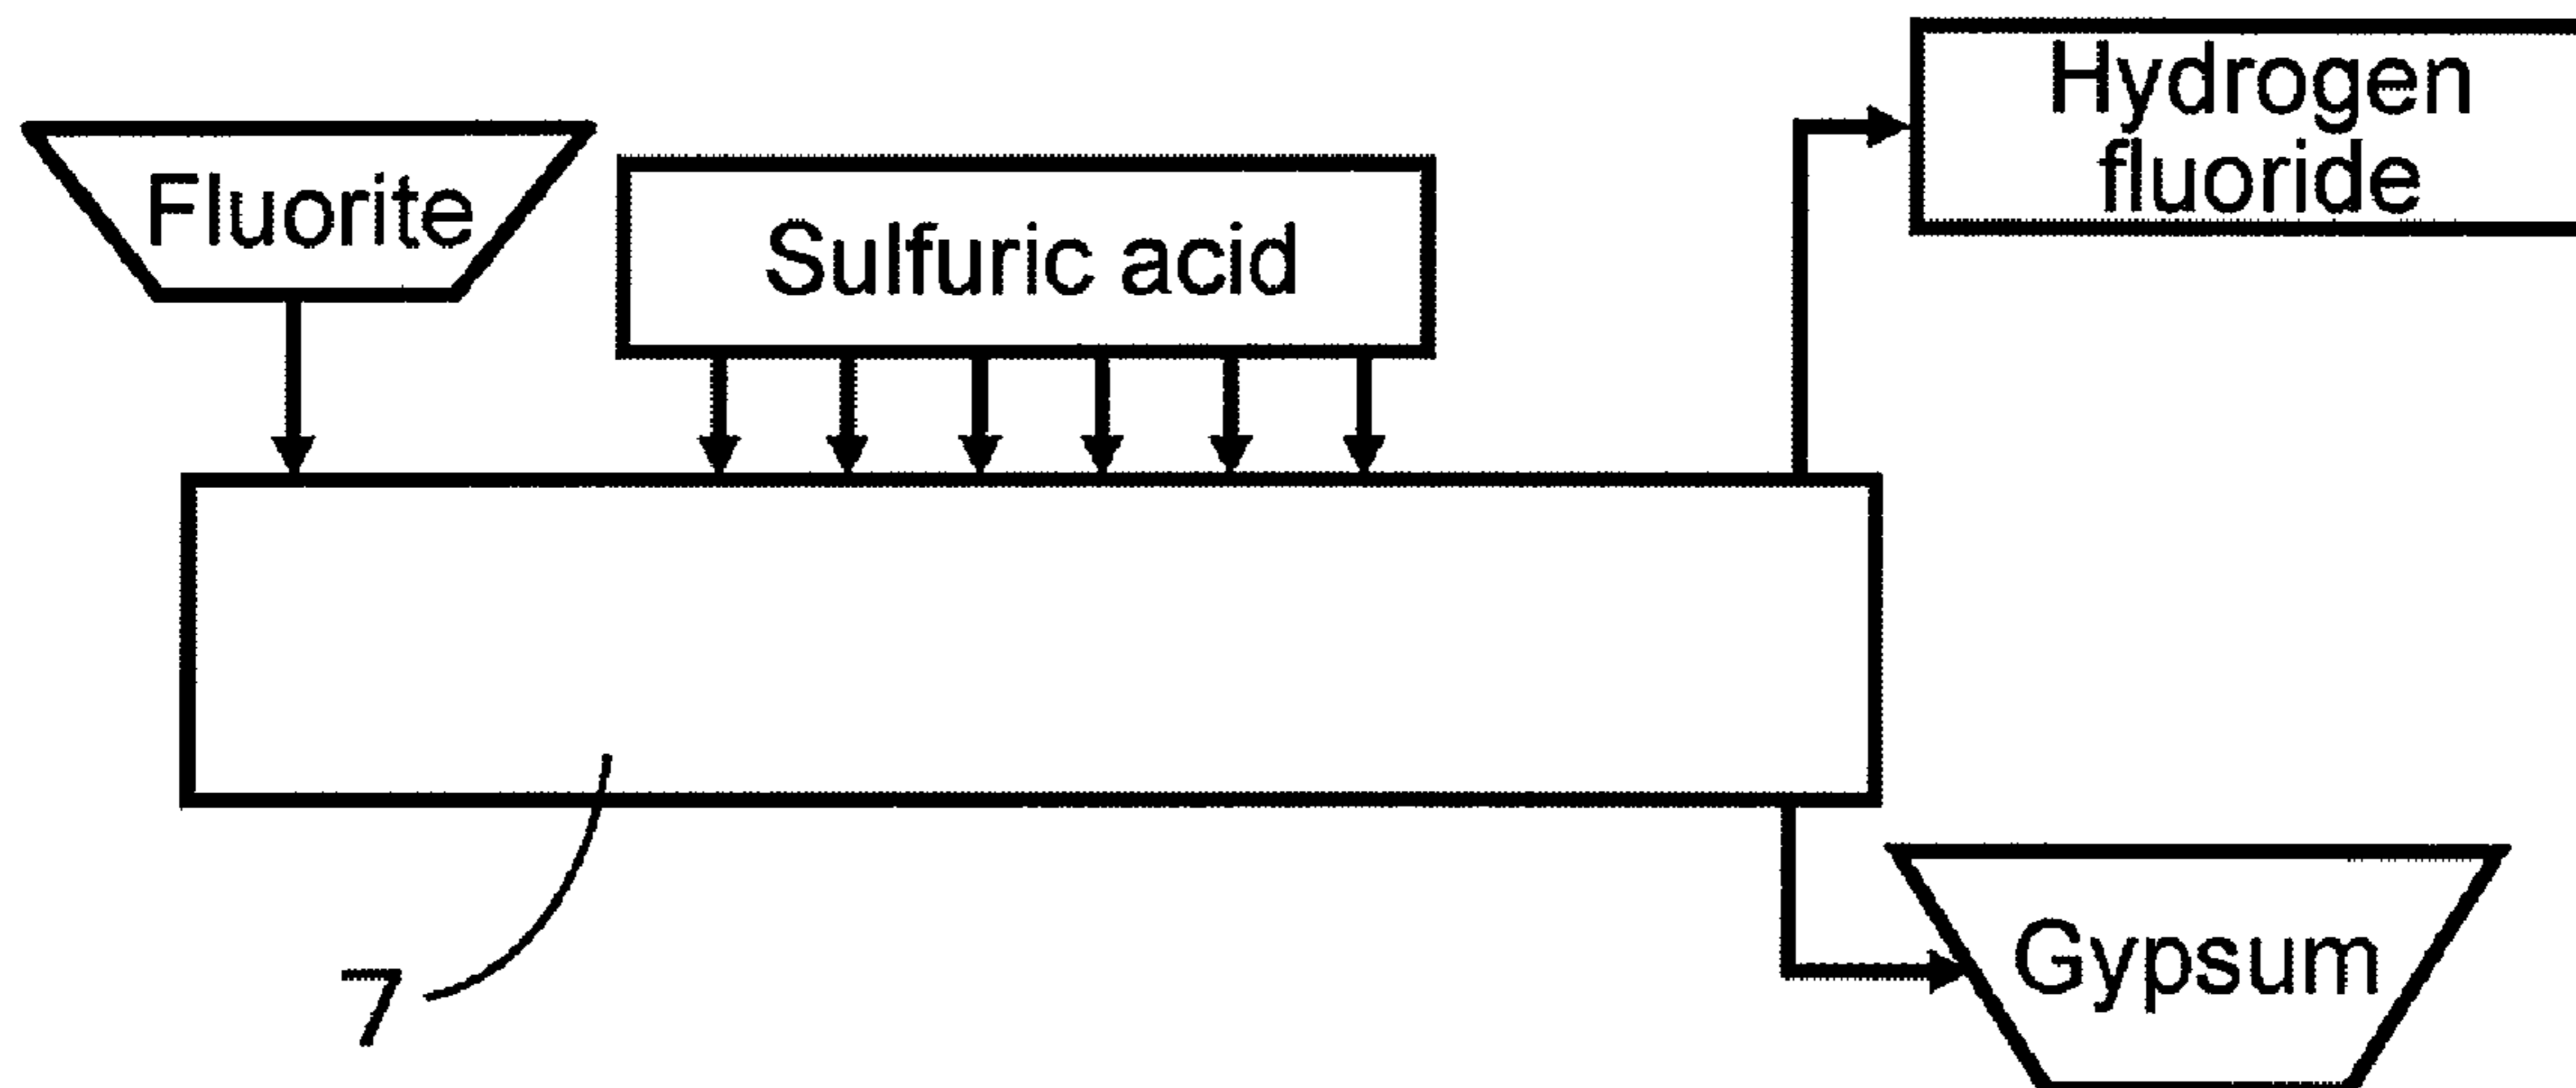 Hydrogen
fluoride
Fluorite
Sulfuric acid
7
Gypsum